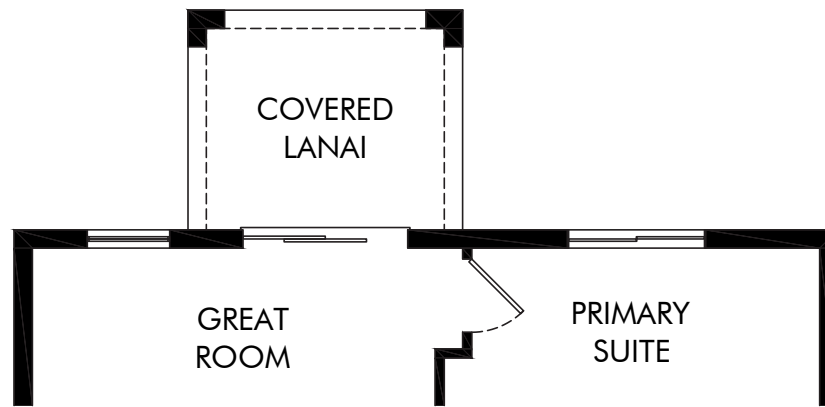 COVERED
LANAI
GREAT
ROOM
PRIMARY
SUITE